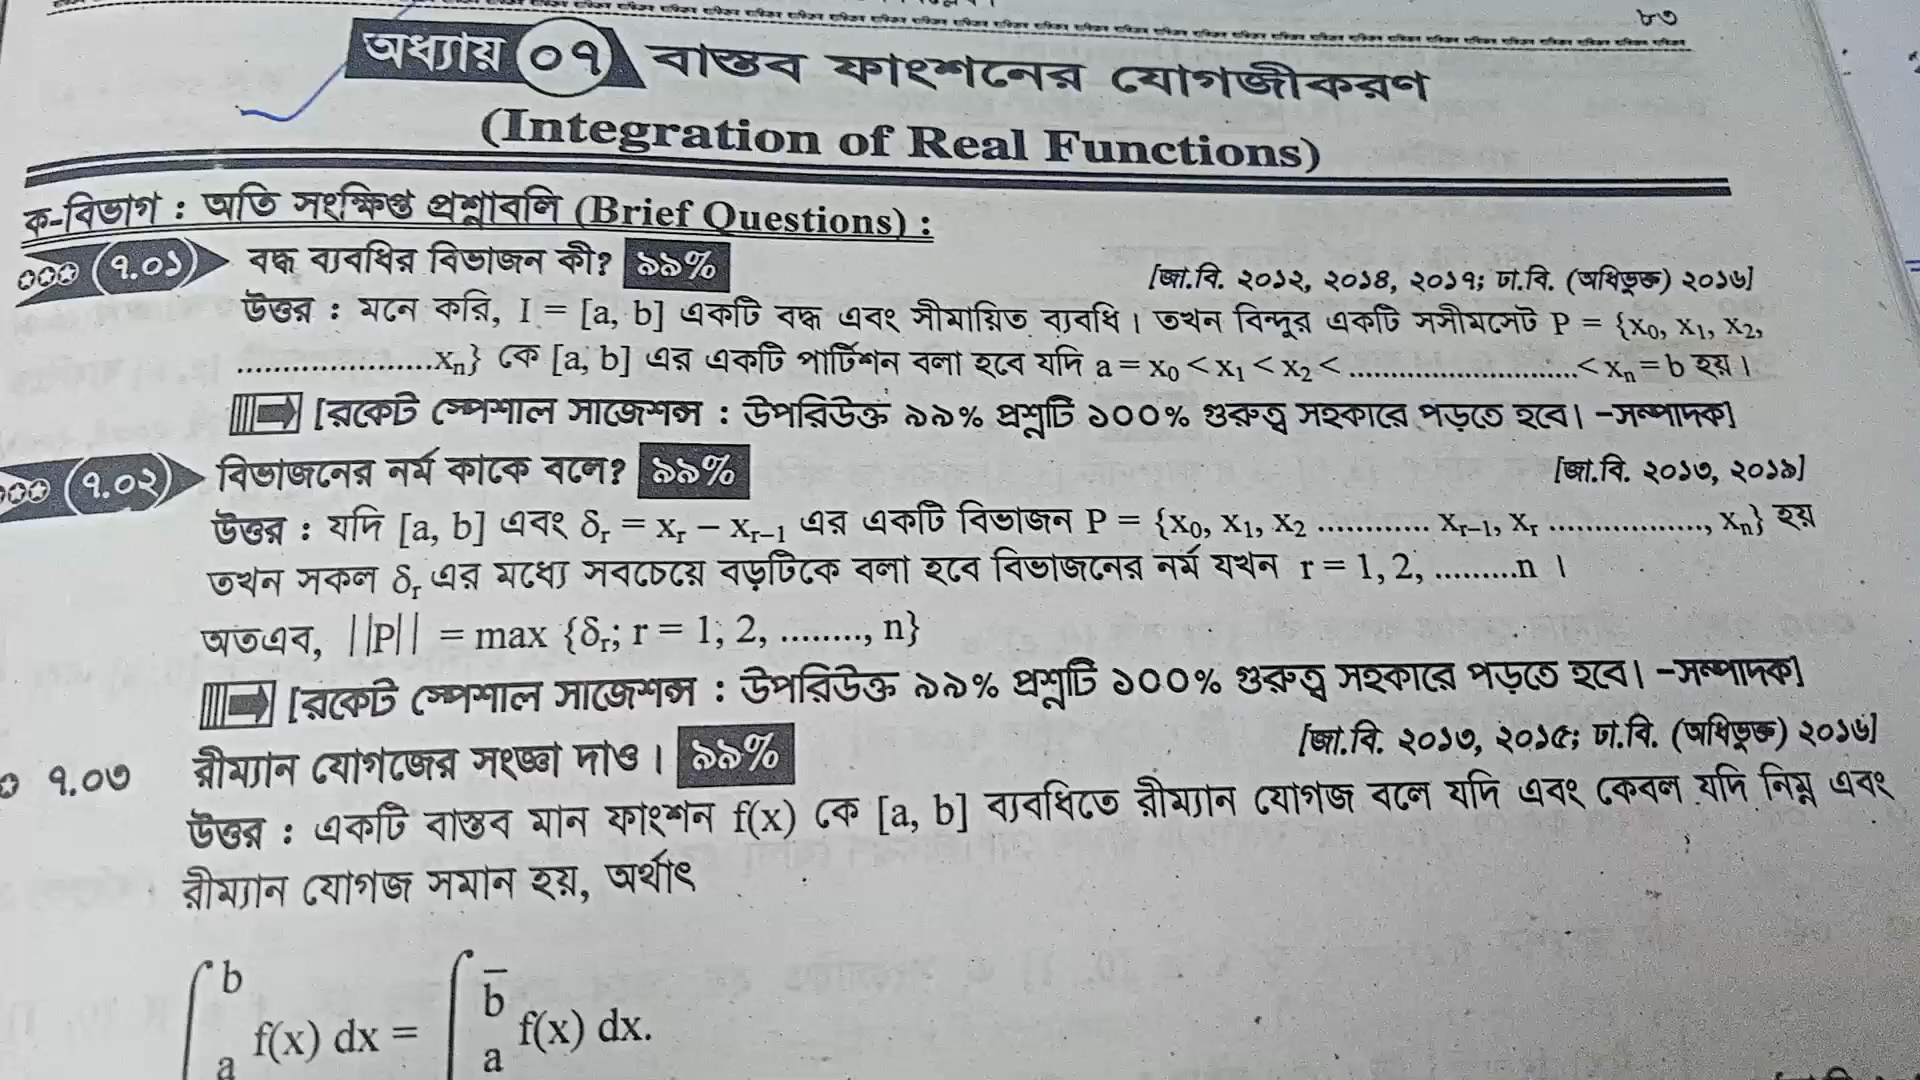 ৮৩
অধ্যায় ০৭ বাস্তব ফাংশনের যোগজীকরণ
(Integration of Real Functions)
ক-বিভাগ : অতি সংক্ষিপ্ত প্রশ্নাবলি (Brief Questions) :
৭.০১ বদ্ধ ব্যবধির বিভাজন কী? ৯৯% [জা.বি. ২০১২, ২০১৪, ২০১৭; ঢা.বি. (অধিভুক্ত) ২০১৬]
উত্তর : মনে করি, I = [a, b] একটি বদ্ধ এবং সীমায়িত ব্যবধি। তখন বিন্দুর একটি সসীমসেট P = {x₀, x₁, x₂,
.....................xₙ} কে [a, b] এর একটি পার্টিশন বলা হবে যদি a = x₀ < x₁ < x₂ < .........................< xₙ = b হয়।
[রকেট স্পেশাল সাজেশন্স : উপরিউক্ত ৯৯% প্রশ্নটি ১০০% গুরুত্ব সহকারে পড়তে হবে। -সম্পাদক]
(৭.০২) বিভাজনের নর্ম কাকে বলে? ৯৯% [জা.বি. ২০১৩, ২০১৯]
উত্তর : যদি [a, b] এবং δᵣ = xᵣ − xᵣ₋₁ এর একটি বিভাজন P = {x₀, x₁, x₂ ............ xᵣ₋₁, xᵣ ................., xₙ} হয়
তখন সকল δᵣ এর মধ্যে সবচেয়ে বড়টিকে বলা হবে বিভাজনের নর্ম যখন r = 1, 2, .........n ।
অতএব, ||P|| = max {δᵣ; r = 1, 2, ........, n}
[রকেট স্পেশাল সাজেশন্স : উপরিউক্ত ৯৯% প্রশ্নটি ১০০% গুরুত্ব সহকারে পড়তে হবে। -সম্পাদক]
৭.০৩ রীম্যান যোগজের সংজ্ঞা দাও। ৯৯% [জা.বি. ২০১৩, ২০১৫; ঢা.বি. (অধিভুক্ত) ২০১৬]
উত্তর : একটি বাস্তব মান ফাংশন f(x) কে [a, b] ব্যবধিতে রীম্যান যোগজ বলে যদি এবং কেবল যদি নিম্ন এবং
রীম্যান যোগজ সমান হয়, অর্থাৎ
∫ₐᵇ f(x) dx = ∫ₐᵇ̅ f(x) dx.